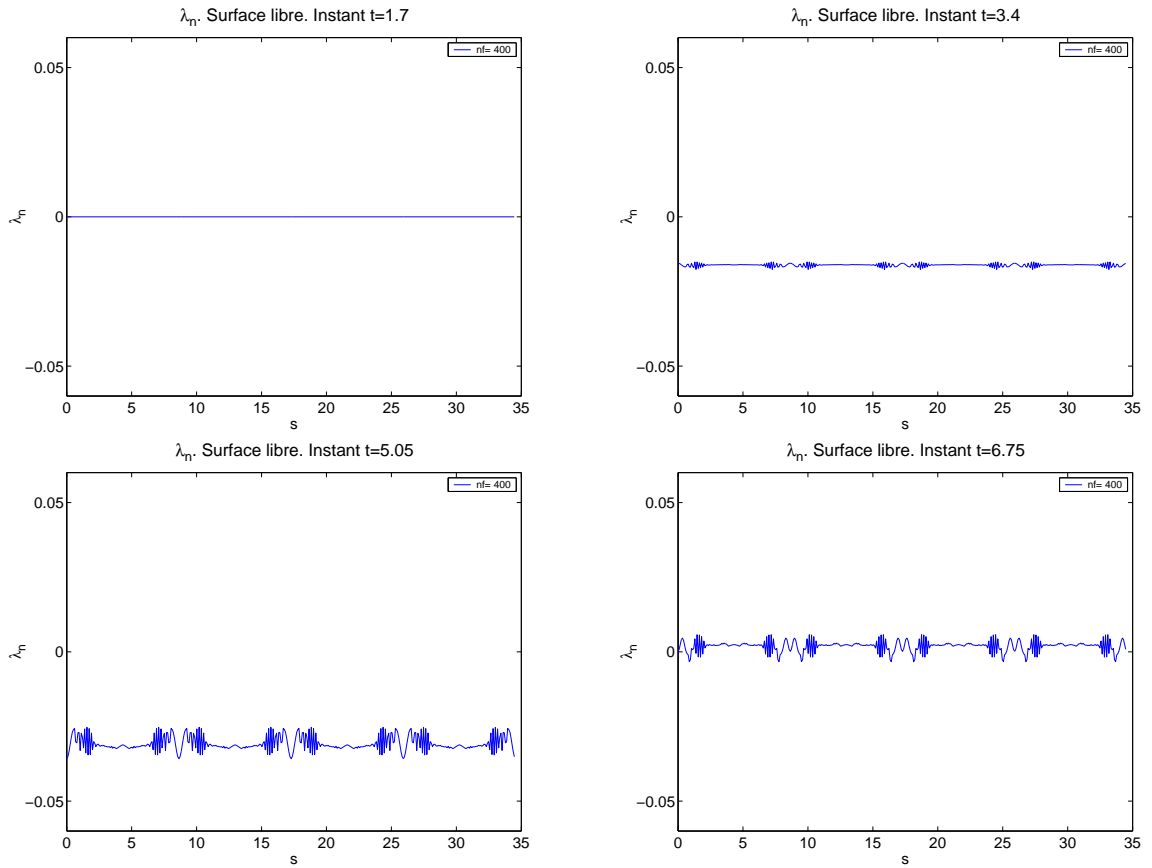 λn. Surface libre. Instant t=1.7
nf= 400
0.05
0
−0.05
λn
0 5 10 15 20 25 30 35
s
λn. Surface libre. Instant t=3.4
nf= 400
0.05
0
−0.05
λn
0 5 10 15 20 25 30 35
s
λn. Surface libre. Instant t=5.05
nf= 400
0.05
0
−0.05
λn
0 5 10 15 20 25 30 35
s
λn. Surface libre. Instant t=6.75
nf= 400
0.05
0
−0.05
λn
0 5 10 15 20 25 30 35
s